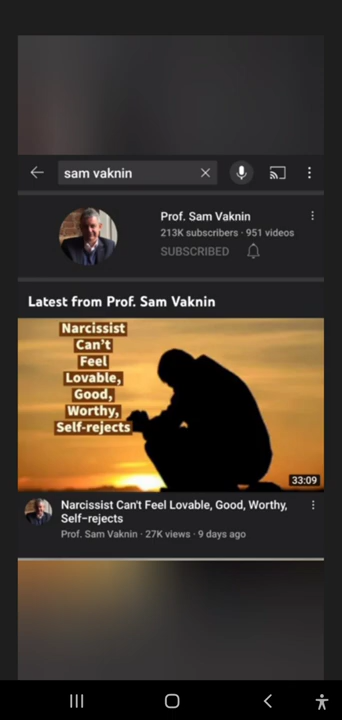 sam vaknin
Prof. Sam Vaknin
213K subscribers · 951 videos
SUBSCRIBED
Latest from Prof. Sam Vaknin
Narcissist
Can't
Feel
Lovable,
Good,
Worthy,
Self-rejects
33:09
Narcissist Can't Feel Lovable, Good, Worthy,
Self-rejects
Prof. Sam Vaknin · 27K views · 9 days ago